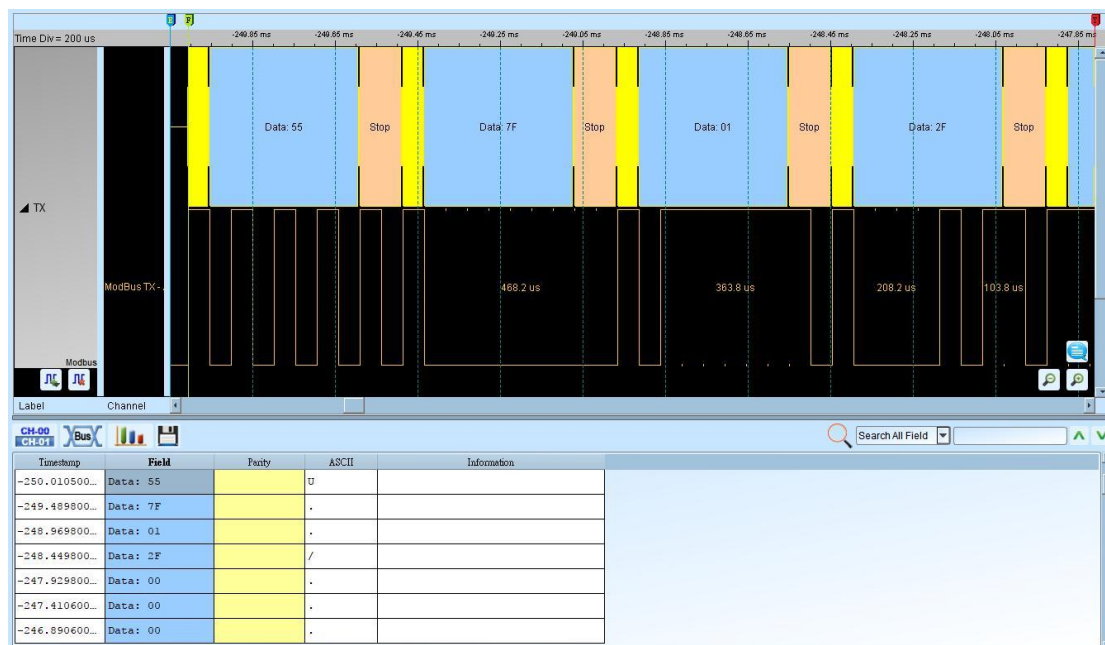 E F T
Time Div = 200 us -249.85 ms -249.65 ms -249.45 ms -249.25 ms -249.05 ms -248.85 ms -248.65 ms -248.45 ms -248.25 ms -248.05 ms -247.85 ms
Data: 55 Stop Data: 7F Stop Data: 01 Stop Data: 2F Stop
TX
ModBus TX - 468.2 us 363.8 us 208.2 us 103.8 us
Modbus
Label Channel
CH-00
CH-01 Bus Search All Field
Timestamp Field Parity ASCII Information
-250.010500... Data: 55 U
-249.489800... Data: 7F .
-248.969800... Data: 01 .
-248.449800... Data: 2F /
-247.929800... Data: 00 .
-247.410600... Data: 00 .
-246.890600... Data: 00 .